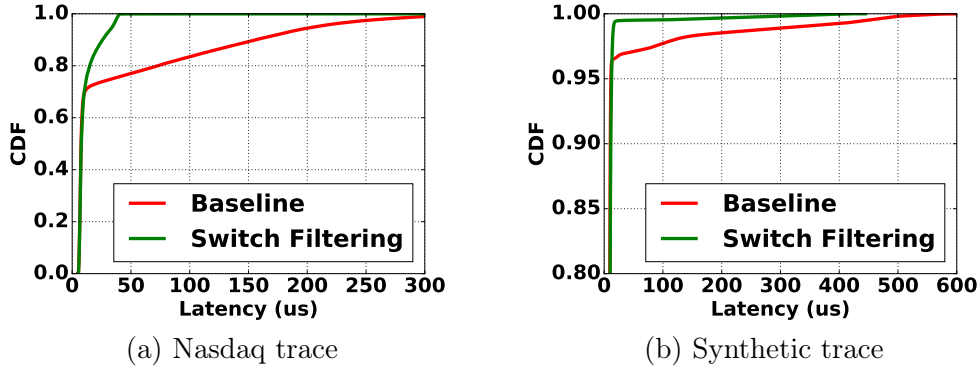 1.0
0.8
0.6
0.4
0.2
0.0
CDF
0 50 100 150 200 250 300
Latency (us)
Baseline
Switch Filtering
(a) Nasdaq trace
1.00
0.95
0.90
0.85
0.80
CDF
0 100 200 300 400 500 600
Latency (us)
Baseline
Switch Filtering
(b) Synthetic trace